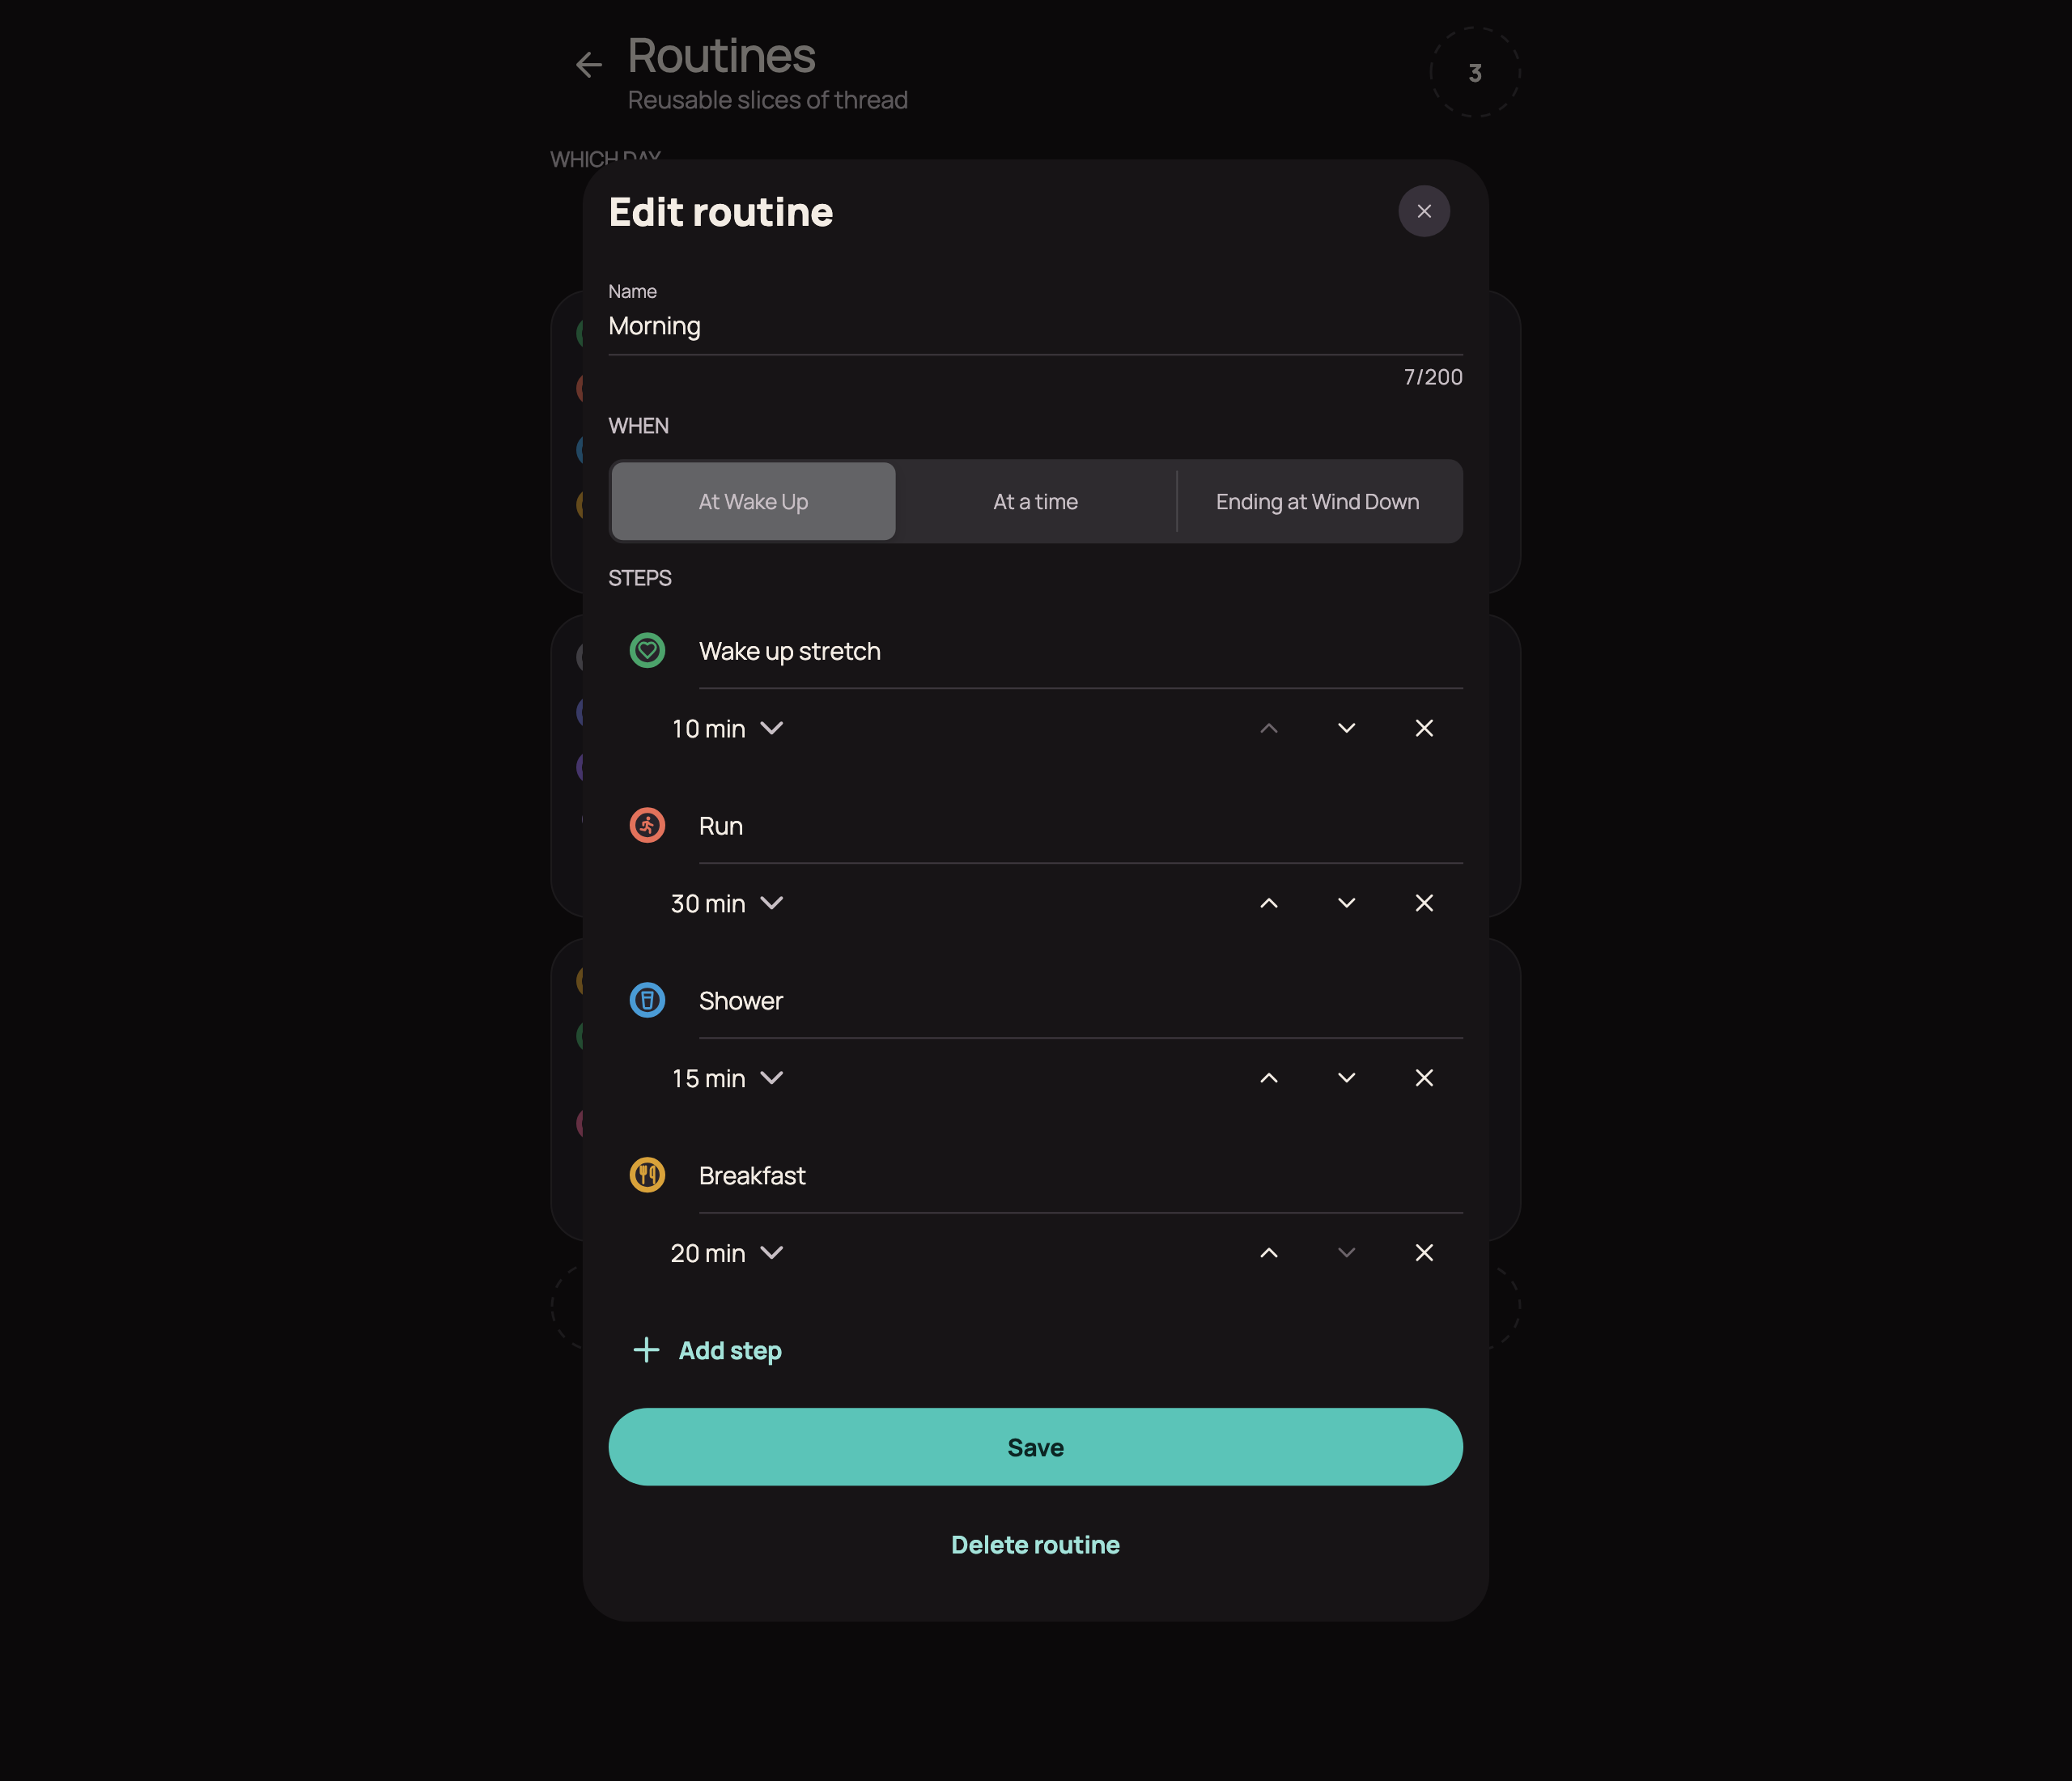 Routines
Reusable slices of thread
3
WHICH DAY
Edit routine
Name
Morning
7/200
WHEN
At Wake Up
At a time
Ending at Wind Down
STEPS
Wake up stretch
10 min
Run
30 min
Shower
15 min
Breakfast
20 min
Add step
Save
Delete routine